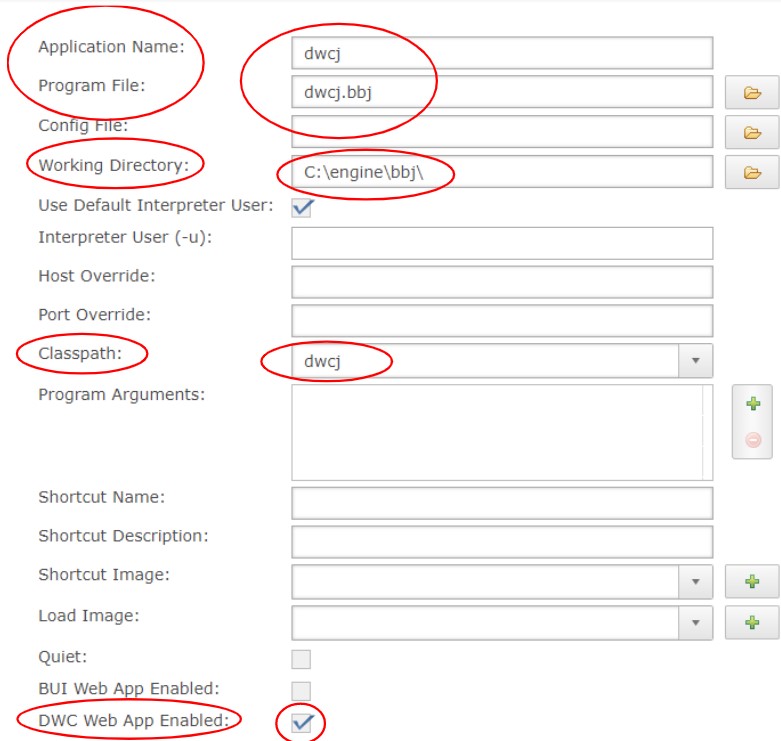 Application Name: dwcj
Program File: dwcj.bbj
Config File:
Working Directory: C:\engine\bbj\
Use Default Interpreter User:
Interpreter User (-u):
Host Override:
Port Override:
Classpath: dwcj
Program Arguments:
Shortcut Name:
Shortcut Description:
Shortcut Image:
Load Image:
Quiet:
BUI Web App Enabled:
DWC Web App Enabled: